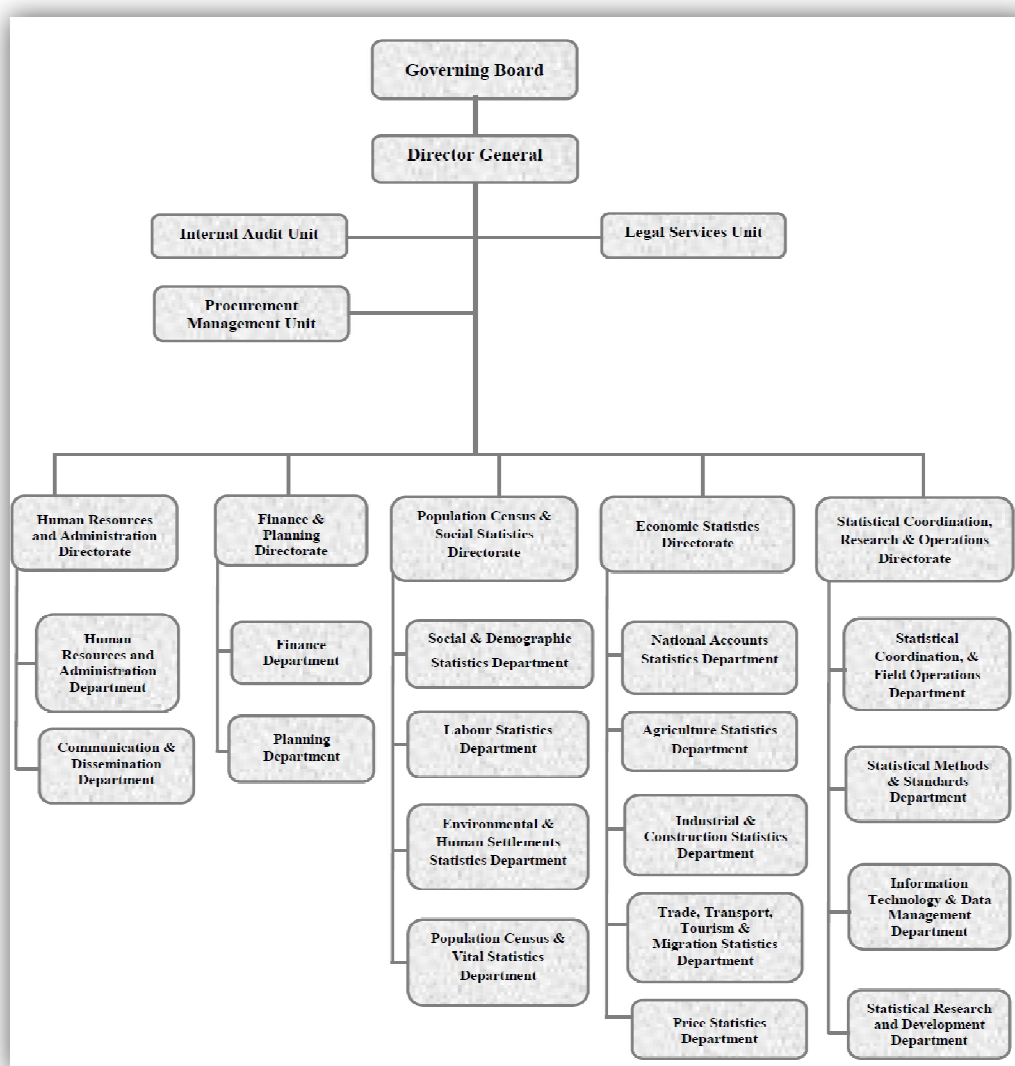 Governing Board
Director General
Internal Audit Unit
Legal Services Unit
Procurement
Management Unit
Human Resources
and Administration
Directorate
Finance &
Planning
Directorate
Population Census &
Social Statistics
Directorate
Economic Statistics
Directorate
Statistical Coordination,
Research & Operations
Directorate
Human
Resources and
Administration
Department
Communication &
Dissemination
Department
Finance
Department
Planning
Department
Social & Demographic
Statistics Department
Labour Statistics
Department
Environmental &
Human Settlements
Statistics Department
Population Census &
Vital Statistics
Department
National Accounts
Statistics Department
Agriculture Statistics
Department
Industrial &
Construction Statistics
Department
Trade, Transport,
Tourism &
Migration Statistics
Department
Price Statistics
Department
Statistical
Coordination, &
Field Operations
Department
Statistical Methods
& Standards
Department
Information
Technology & Data
Management
Department
Statistical Research
and Development
Department